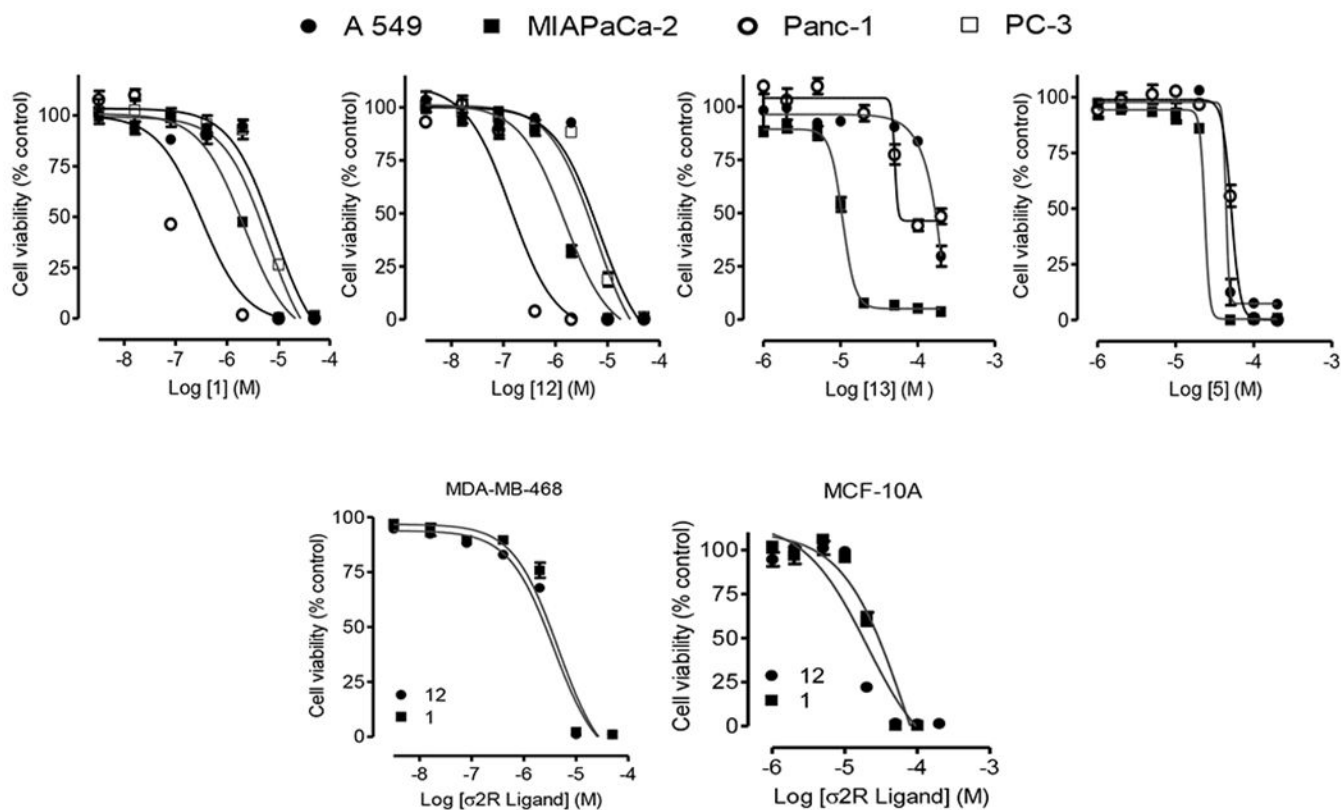 A 549 MIAPaCa-2 Panc-1 PC-3
Cell viability (% control)
100
75
50
25
0
-8 -7 -6 -5 -4
Log [1] (M)
Cell viability (% control)
100
75
50
25
0
-8 -7 -6 -5 -4
Log [12] (M)
Cell viability (% control)
100
75
50
25
0
-6 -5 -4 -3
Log [13] (M )
Cell viability (% control)
100
75
50
25
0
-6 -5 -4 -3
Log [5] (M)
MDA-MB-468
Cell viability (% control)
100
75
50
25
0
12
1
-8 -7 -6 -5 -4
Log [σ2R Ligand] (M)
MCF-10A
Cell viability (% control)
100
75
50
25
0
12
1
-6 -5 -4 -3
Log [σ2R Ligand] (M)